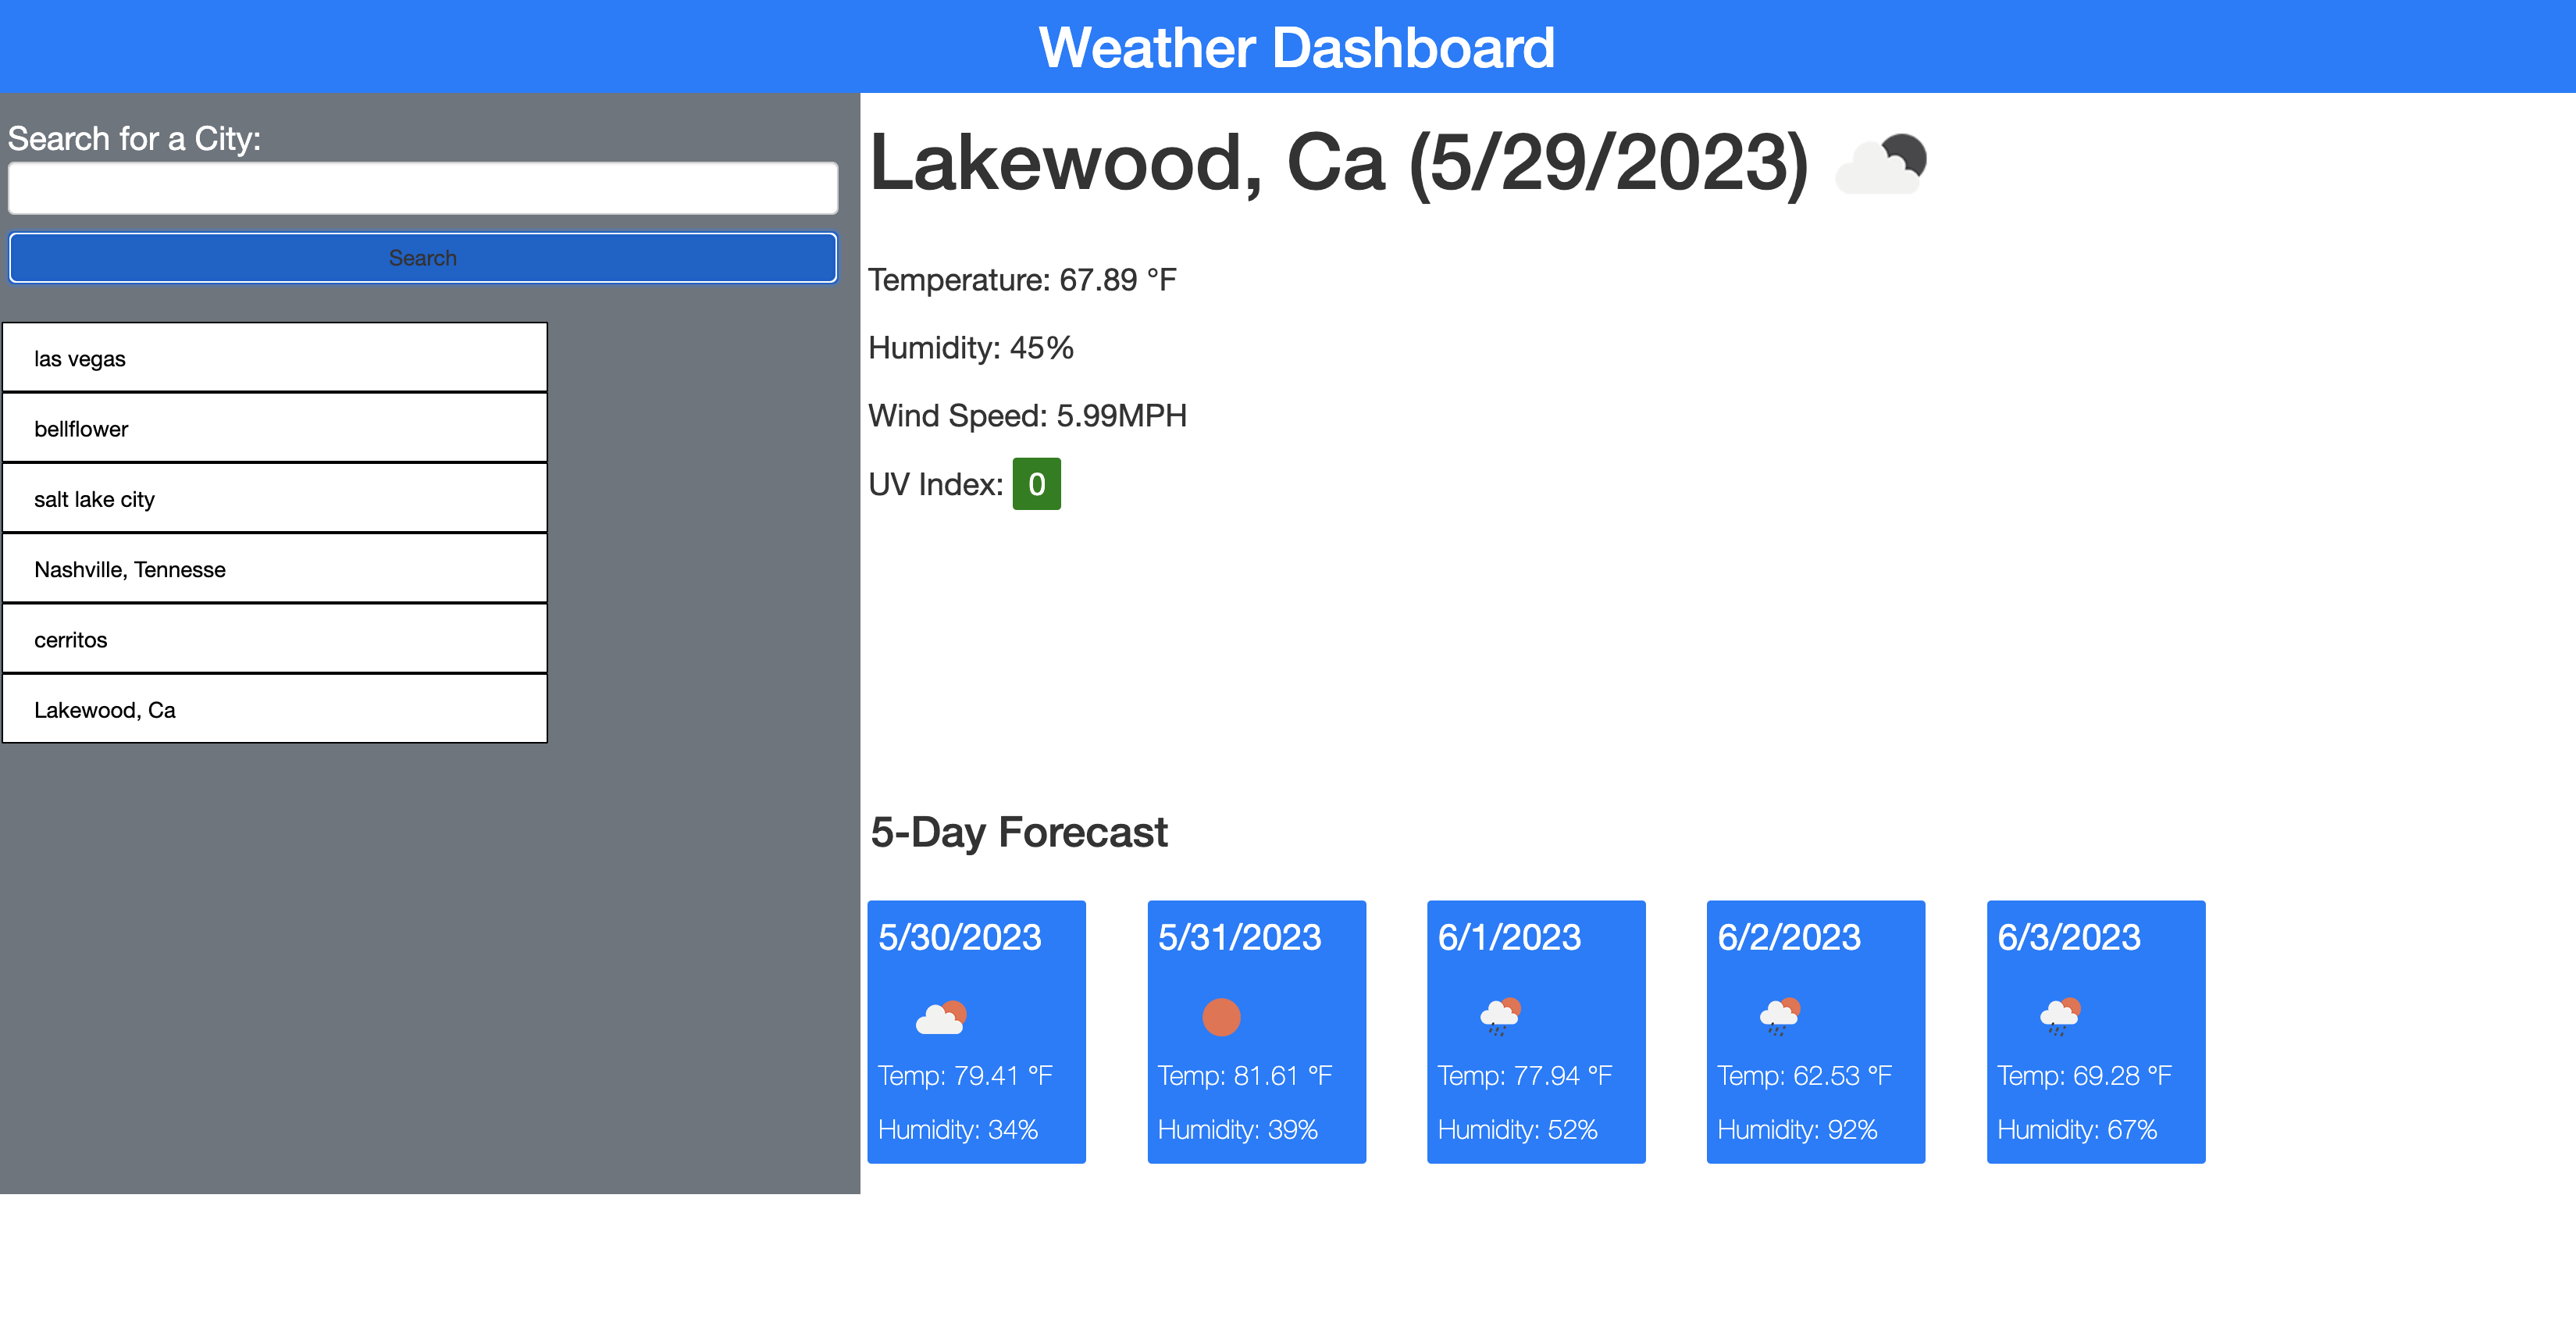 Weather Dashboard
Search for a City:
Search
las vegas
bellflower
salt lake city
Nashville, Tennesse
cerritos
Lakewood, Ca
Lakewood, Ca (5/29/2023)
Temperature: 67.89 °F
Humidity: 45%
Wind Speed: 5.99MPH
UV Index: 0
5-Day Forecast
5/30/2023
Temp: 79.41 °F
Humidity: 34%
5/31/2023
Temp: 81.61 °F
Humidity: 39%
6/1/2023
Temp: 77.94 °F
Humidity: 52%
6/2/2023
Temp: 62.53 °F
Humidity: 92%
6/3/2023
Temp: 69.28 °F
Humidity: 67%